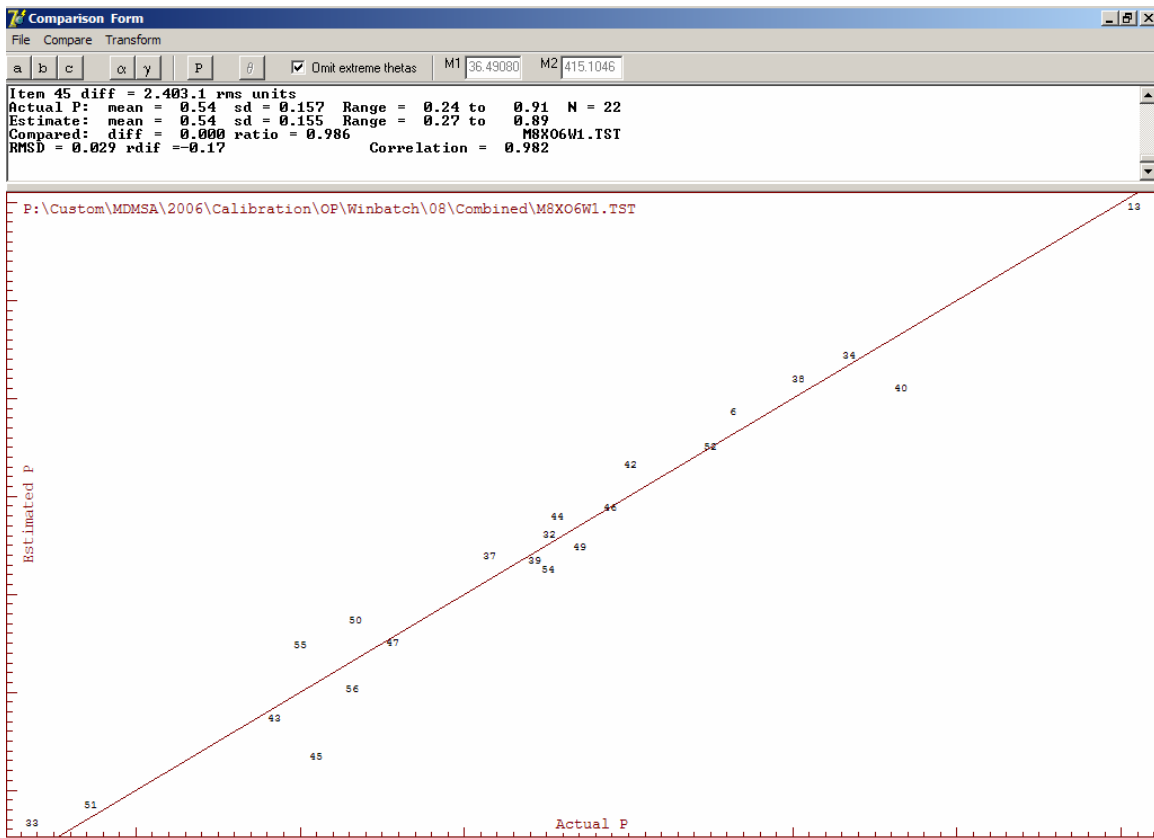 Comparison Form
File Compare Transform
a b c α γ P θ Omit extreme thetas M1 36.49080 M2 415.1046
Item 45 diff = 2.403.1 rms units
Actual P: mean = 0.54 sd = 0.157 Range = 0.24 to 0.91 N = 22
Estimate: mean = 0.54 sd = 0.155 Range = 0.27 to 0.89
Compared: diff = 0.000 ratio = 0.986 M8XO6W1.TST
RMSD = 0.029 rdif =-0.17 Correlation = 0.982
P:\Custom\MDMSA\2006\Calibration\OP\Winbatch\08\Combined\M8XO6W1.TST
13
34
38
40
6
52
42
46
44
32
49
37
39
54
50
55
47
56
43
45
51
33
Estimated P
Actual P